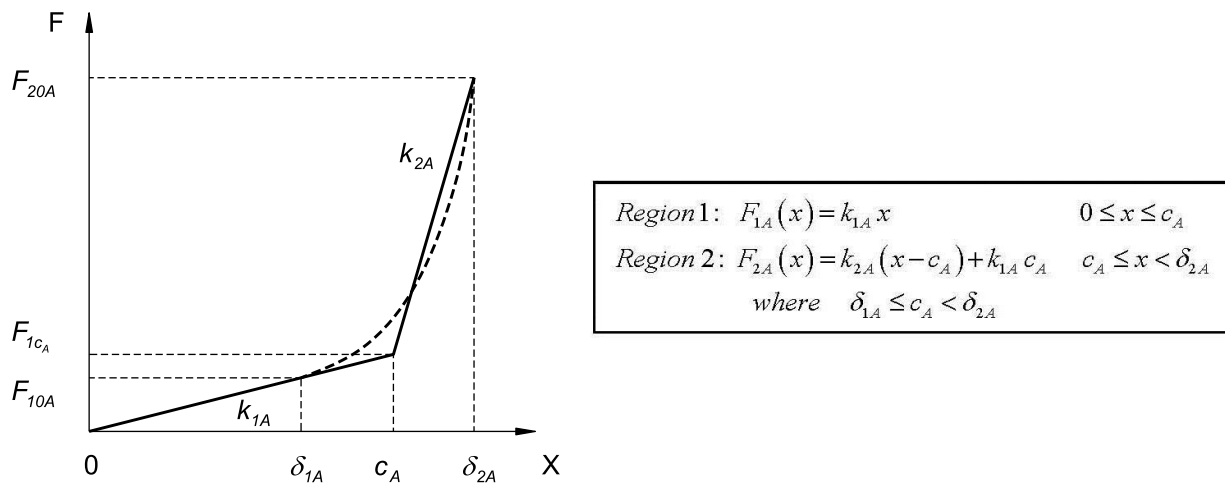 F
F20A
k2A
F1cA
F10A
k1A
0 δ1A cA δ2A X
Region 1: F1A(x)=k1A x 0≤x≤cA
Region 2: F2A(x)=k2A(x−cA)+k1A cA cA≤x<δ2A
where δ1A≤cA<δ2A